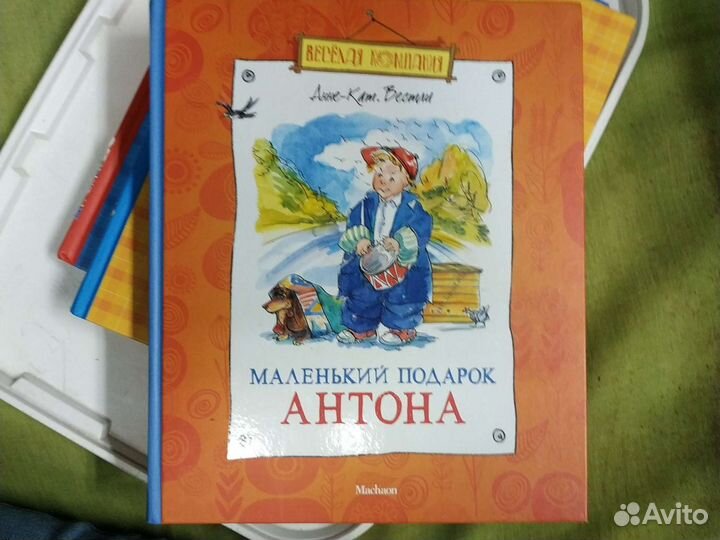 ВЕСЁЛАЯ КОМПАНИЯ
Анне-Кат. Вестли
МАЛЕНЬКИЙ ПОДАРОК
АНТОНА
Machaon
Avito